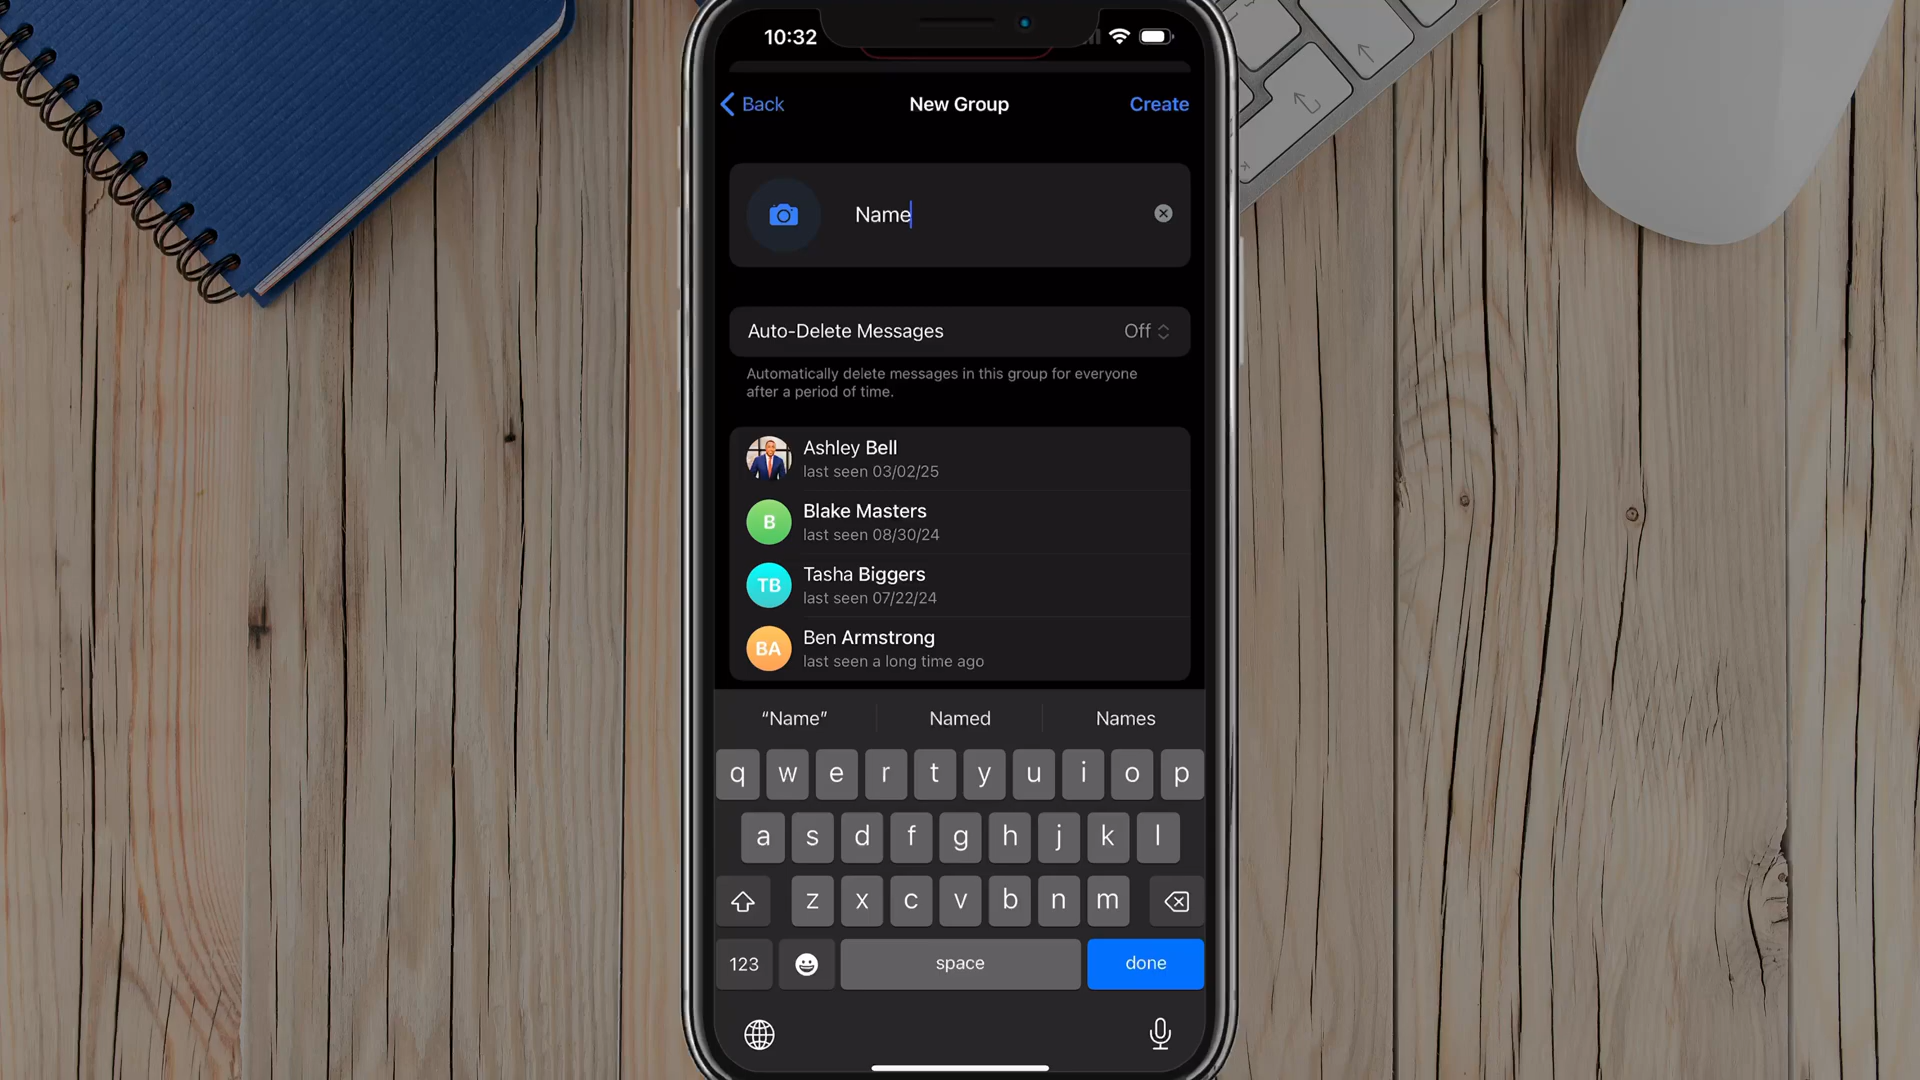 10:32
Back
New Group
Create
Name
Auto-Delete Messages
Off
Automatically delete messages in this group for everyone
after a period of time.
Ashley Bell
last seen 03/02/25
B
Blake Masters
last seen 08/30/24
TB
Tasha Biggers
last seen 07/22/24
BA
Ben Armstrong
last seen a long time ago
“Name”
Named
Names
q w e r t y u i o p
a s d f g h j k l
z x c v b n m
123
space
done